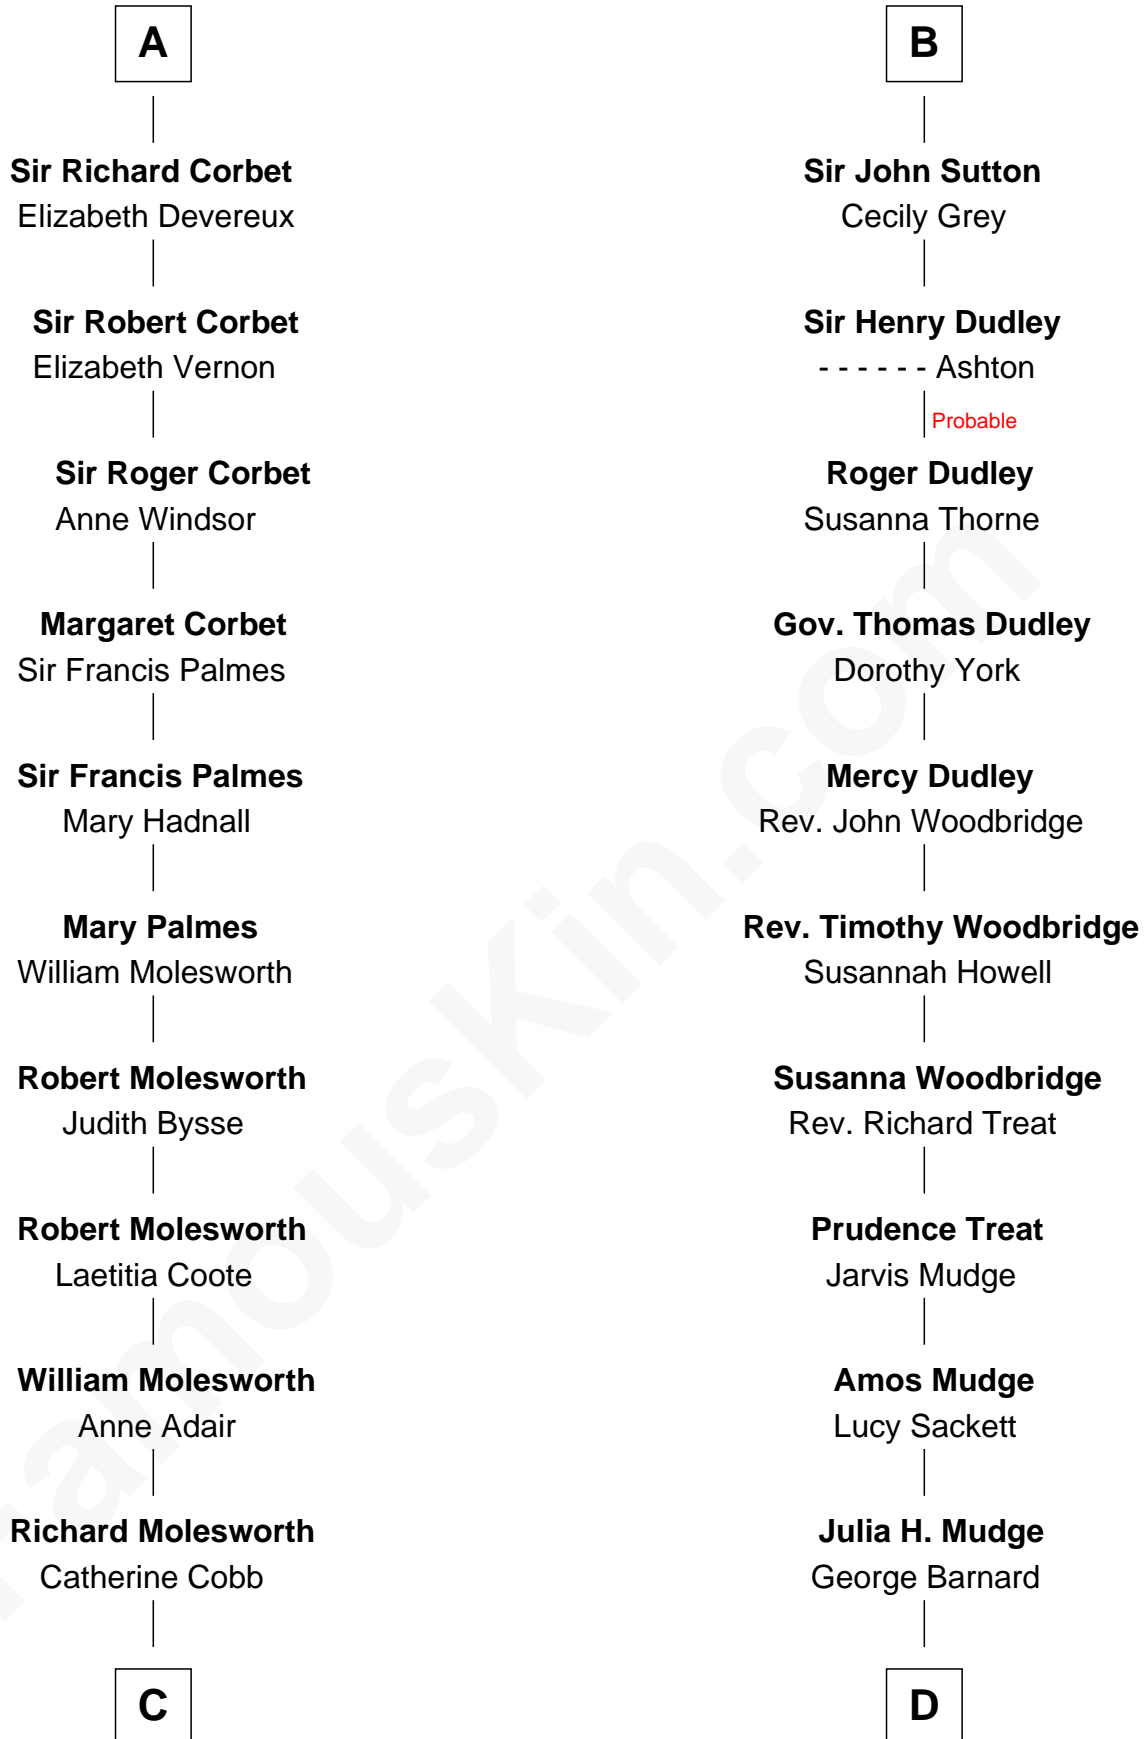 A
Sir Richard Corbet
Elizabeth Devereux
Sir Robert Corbet
Elizabeth Vernon
Sir Roger Corbet
Anne Windsor
Margaret Corbet
Sir Francis Palmes
Sir Francis Palmes
Mary Hadnall
Mary Palmes
William Molesworth
Robert Molesworth
Judith Bysse
Robert Molesworth
Laetitia Coote
William Molesworth
Anne Adair
Richard Molesworth
Catherine Cobb
C
B
Sir John Sutton
Cecily Grey
Sir Henry Dudley
- - - - - - Ashton
Probable
Roger Dudley
Susanna Thorne
Gov. Thomas Dudley
Dorothy York
Mercy Dudley
Rev. John Woodbridge
Rev. Timothy Woodbridge
Susannah Howell
Susanna Woodbridge
Rev. Richard Treat
Prudence Treat
Jarvis Mudge
Amos Mudge
Lucy Sackett
Julia H. Mudge
George Barnard
D
FamousKin.com